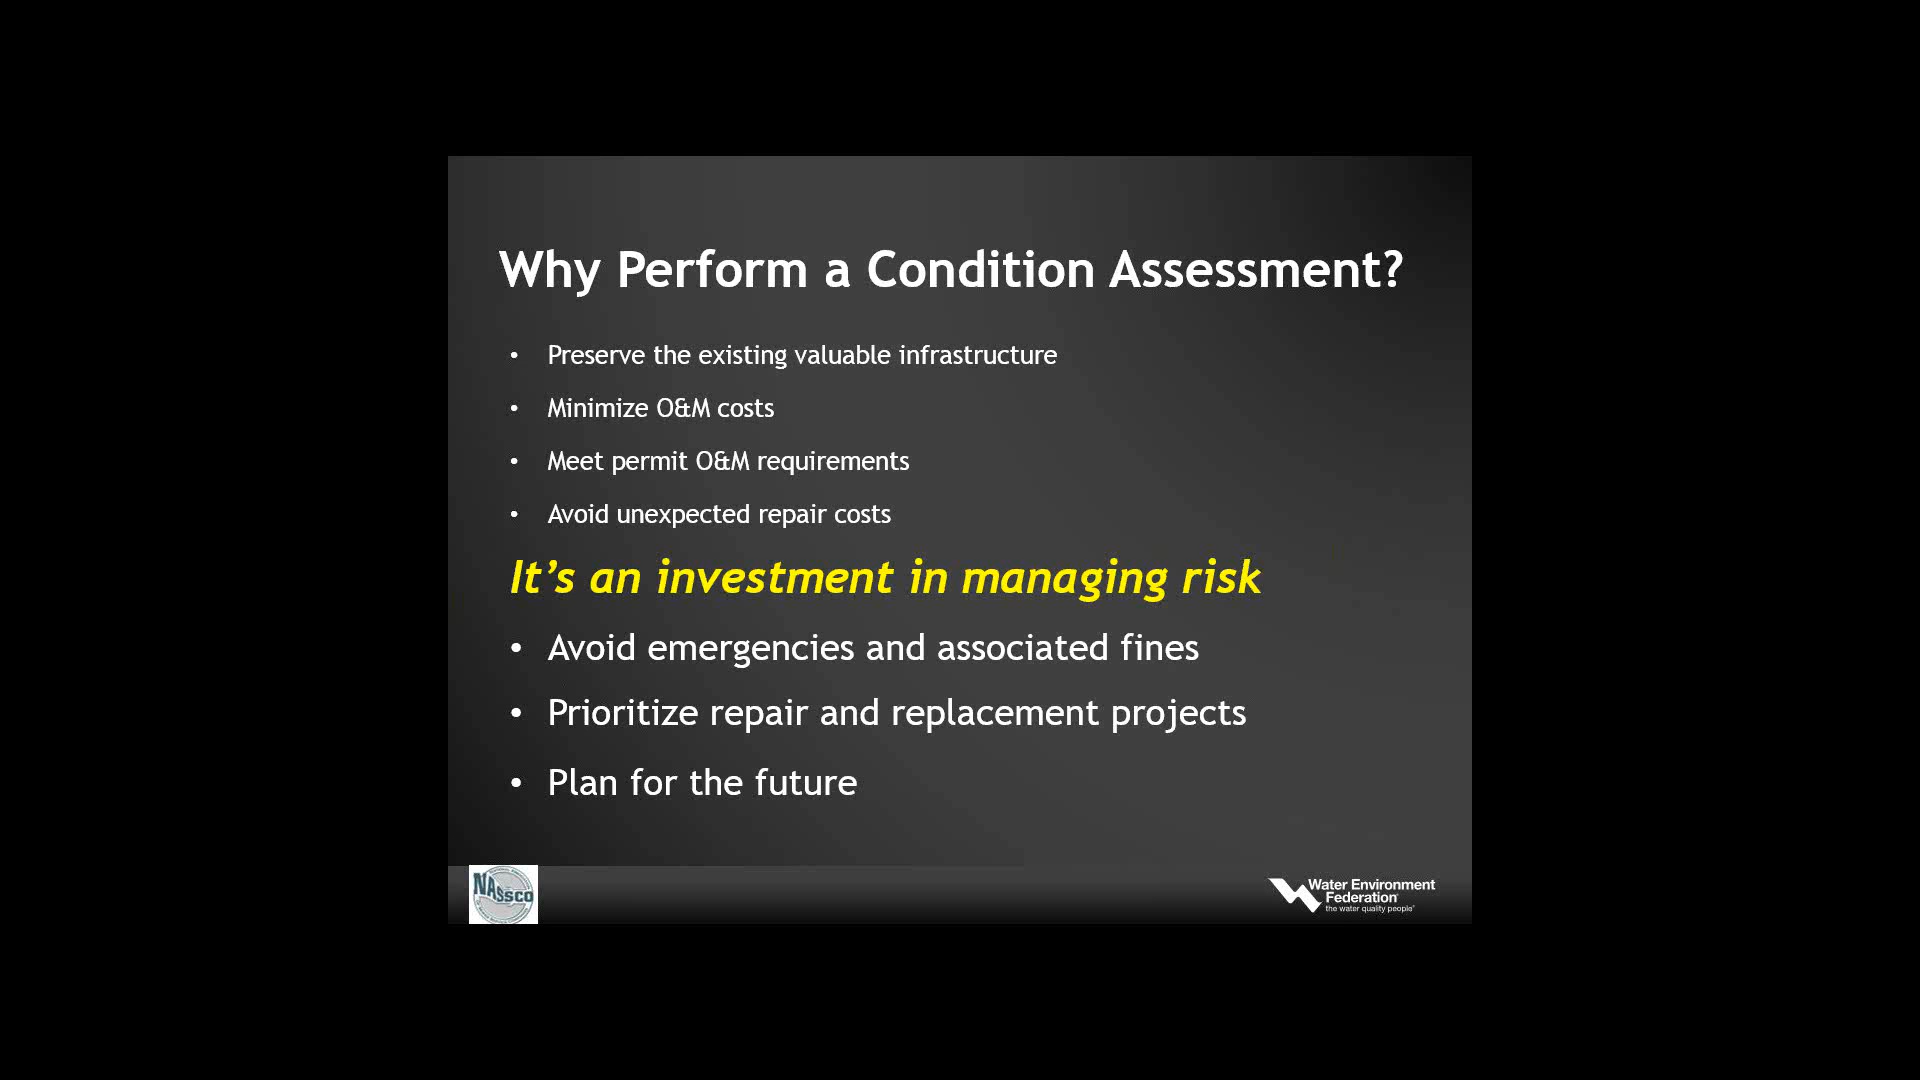 Why Perform a Condition Assessment?
• Preserve the existing valuable infrastructure
• Minimize O&M costs
• Meet permit O&M requirements
• Avoid unexpected repair costs
It’s an investment in managing risk
• Avoid emergencies and associated fines
• Prioritize repair and replacement projects
• Plan for the future
NASSCO
Water Environment
Federation
the water quality people